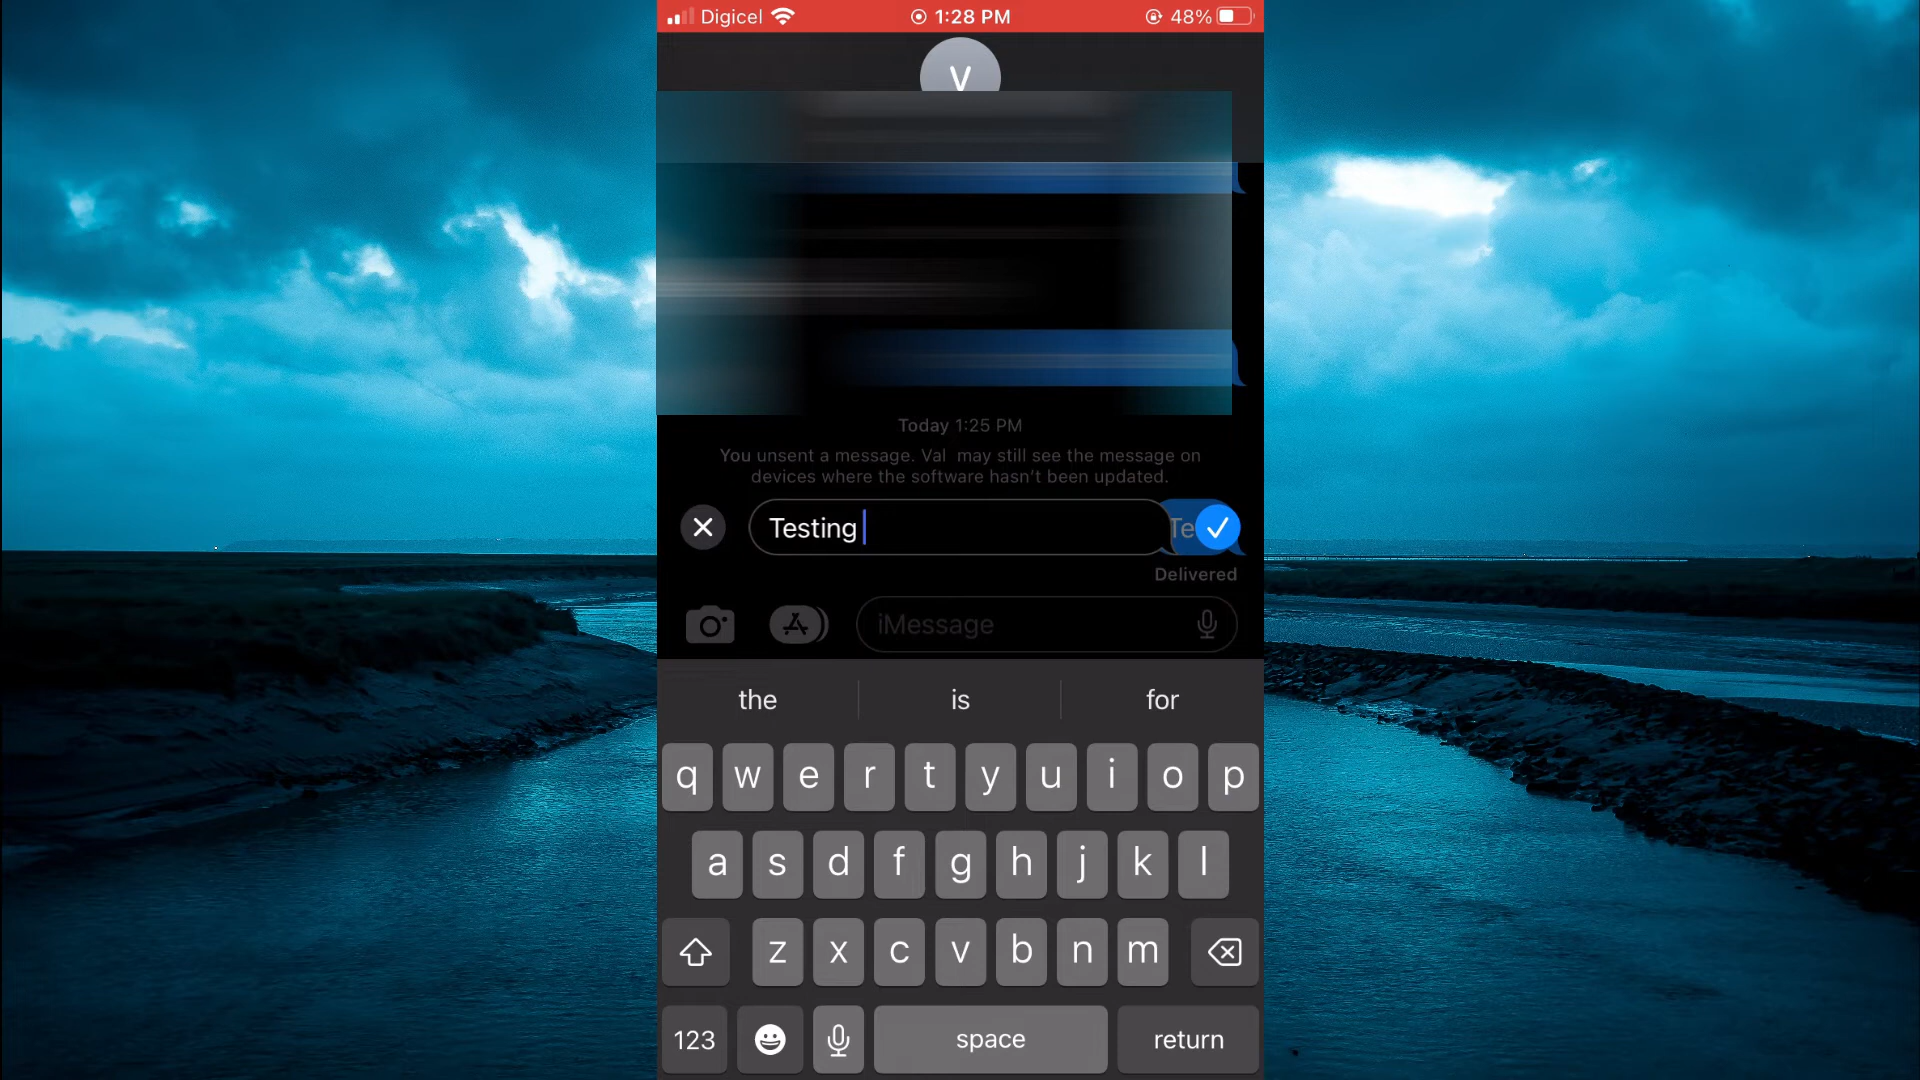 Digicel 1:28 PM 48%
V
Today 1:25 PM
You unsent a message. Val may still see the message on
devices where the software hasn't been updated.
Testing Te
Delivered
iMessage
the is for
q w e r t y u i o p
a s d f g h j k l
z x c v b n m
123 space return